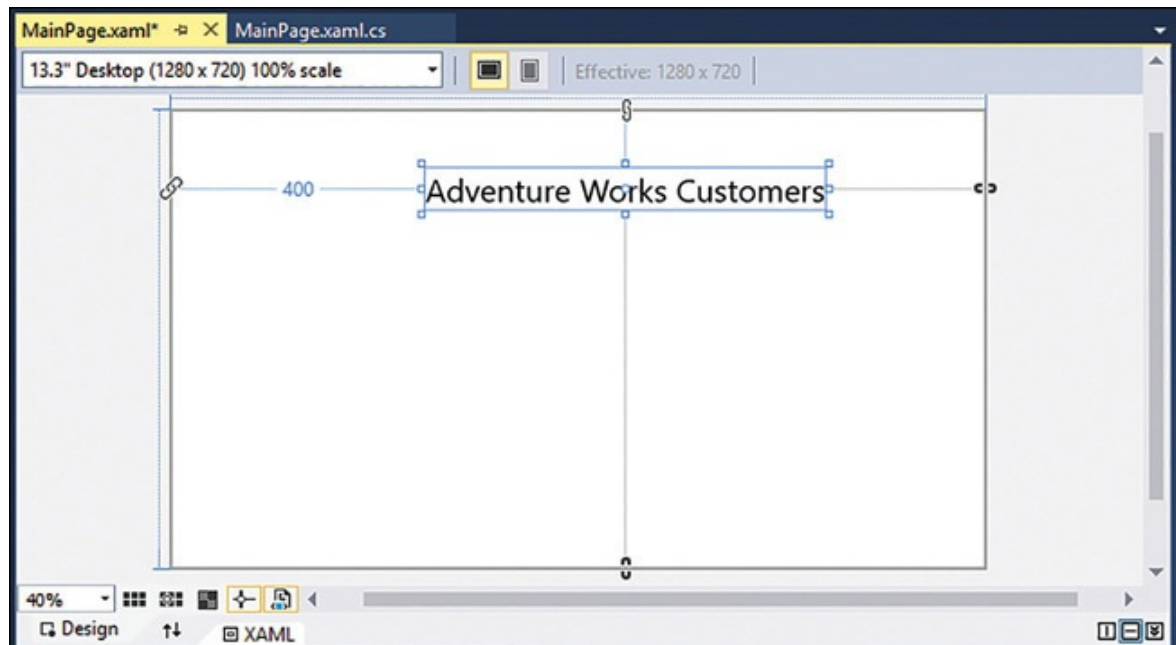 MainPage.xaml* MainPage.xaml.cs
13.3" Desktop (1280 x 720) 100% scale Effective: 1280 x 720
400 Adventure Works Customers
40%
Design XAML